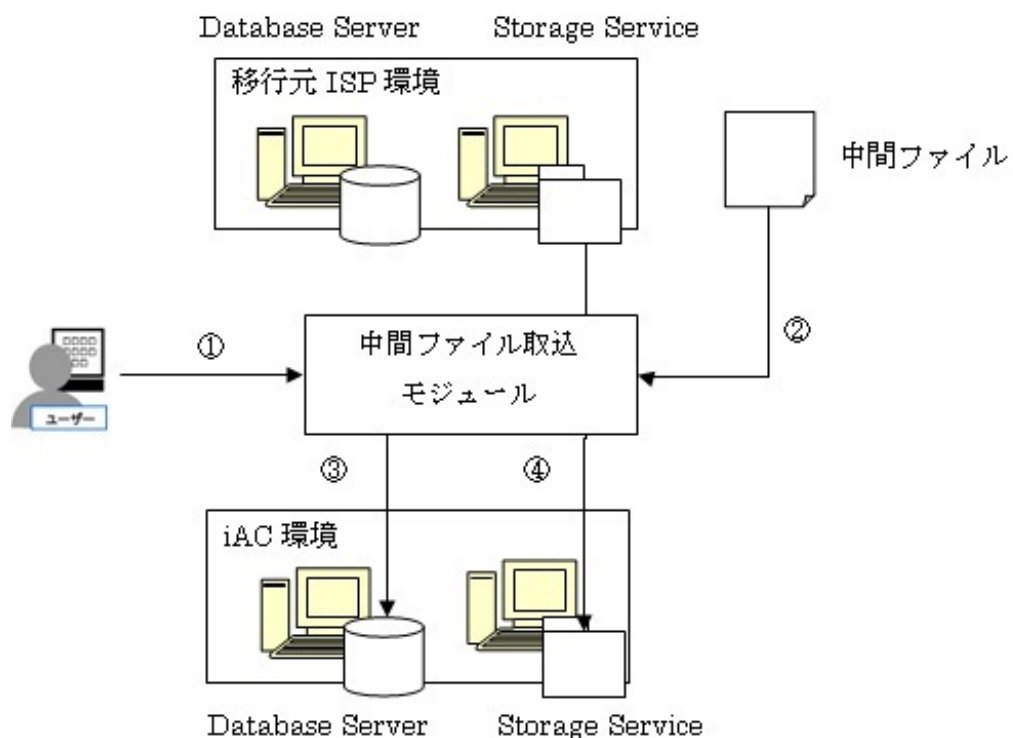 Database Server
Storage Service
移行元 ISP 環境
中間ファイル
①
中間ファイル取込
モジュール
②
ユーザー
③
④
iAC 環境
Database Server
Storage Service